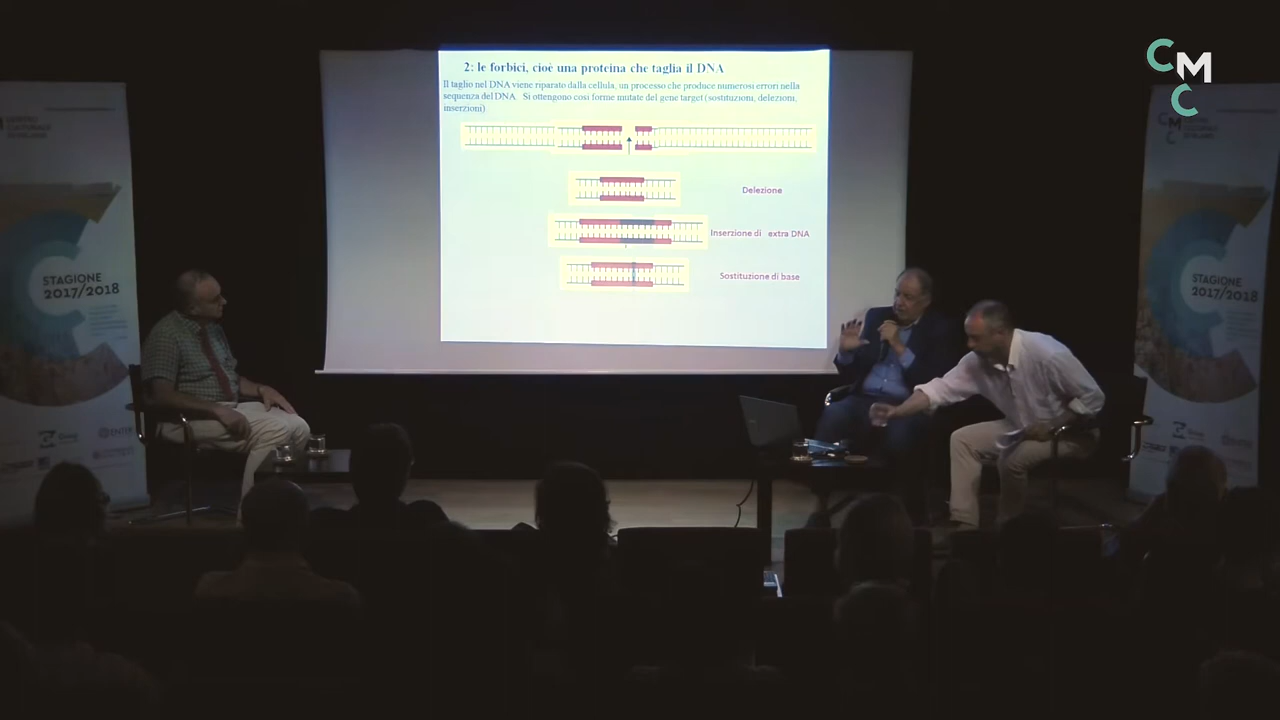 C
M
C
2: le forbici, cioè una proteina che taglia il DNA
Il taglio nel DNA viene riparato dalla cellula, un processo che produce numerosi errori nella
sequenza del DNA. Si ottengono così forme mutate del gene target (sostituzioni, delezioni,
inserzioni)
Delezione
Inserzione di extra DNA
Sostituzione di base
STAGIONE
2017/2018
STAGIONE
2017/2018